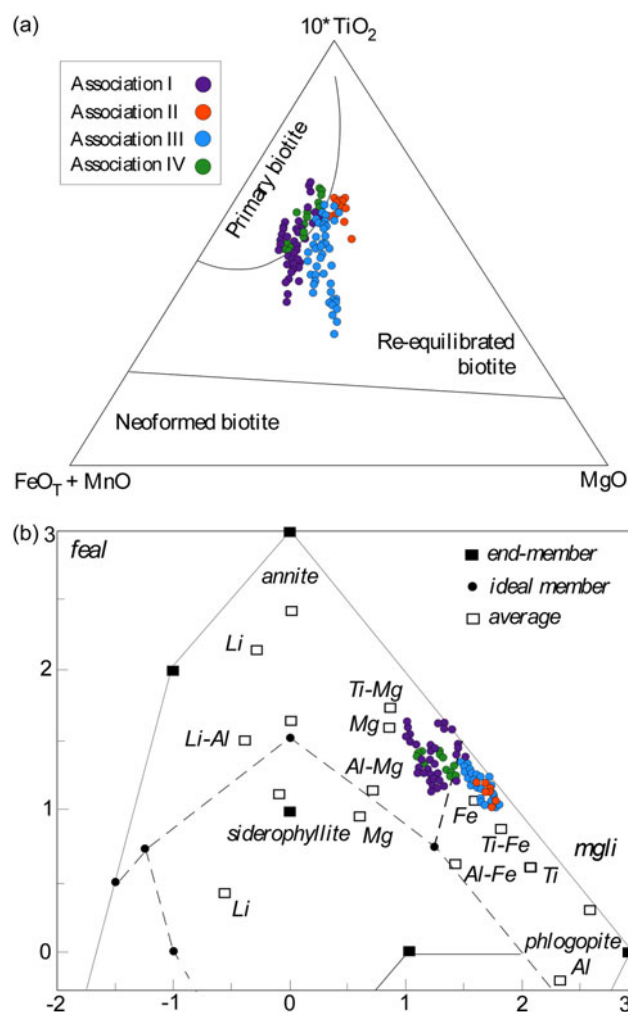 (a)
10*TiO2
Association I
Association II
Association III
Association IV
Primary biotite
Re-equilibrated
biotite
Neoformed biotite
FeOT + MnO
MgO
(b)
3
feal
end-member
annite
ideal member
average
Li
2
Ti-Mg
Mg
Li-Al
Al-Mg
1
siderophyllite
Mg
Fe
Ti-Fe
mgli
Li
Al-Fe
Ti
phlogopite
0
Al
-2
-1
0
1
2
3